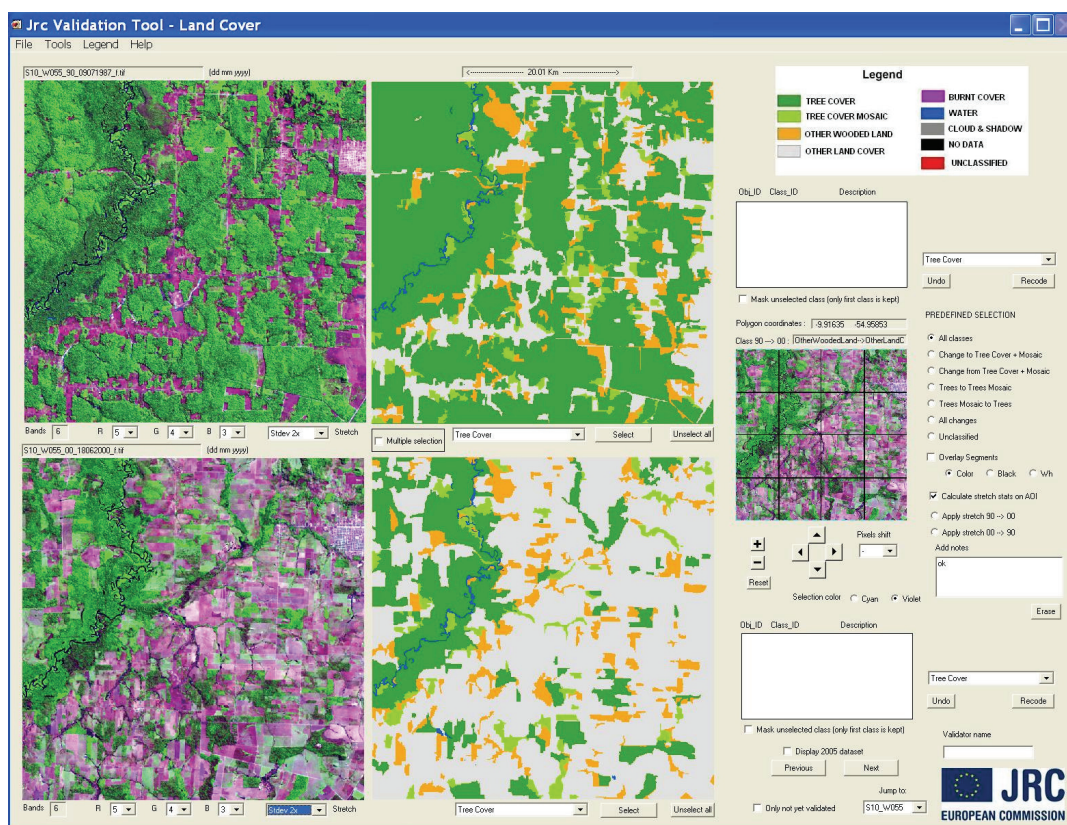 Jrc Validation Tool - Land Cover
File Tools Legend Help
S10_W055_90_09071987_f.tif (dd mm yyyy)
<----------------------- 20.01 Km ------------------->
Legend
TREE COVER
TREE COVER MOSAIC
OTHER WOODED LAND
OTHER LAND COVER
BURNT COVER
WATER
CLOUD & SHADOW
NO DATA
UNCLASSIFIED
Obj_ID Class_ID Description
Tree Cover
Undo Recode
Mask unselected class (only first class is kept)
Polygon coordinates : -9.91635 -54.95853
Class 90 --> 00 : OtherWoodedLand-->OtherLandC
PREDEFINED SELECTION
All classes
Change to Tree Cover + Mosaic
Change from Tree Cover + Mosaic
Trees to Trees Mosaic
Trees Mosaic to Trees
All changes
Unclassified
Overlay Segments
Color Black Wh
Calculate stretch stats on AOI
Apply stretch 90 --> 00
Apply stretch 00 --> 90
Bands 6 R 5 G 4 B 3 Stdev 2x Stretch
Multiple selection Tree Cover Select Unselect all
S10_W055_00_18062000_f.tif (dd mm yyyy)
+
−
Reset
Pixels shift
-
Add notes
ok
Erase
Selection color Cyan Violet
Obj_ID Class_ID Description
Tree Cover
Undo Recode
Mask unselected class (only first class is kept)
Display 2005 dataset
Previous Next
Validator name
Jump to:
Only not yet validated S10_W055
Bands 6 R 5 G 4 B 3 Stdev 2x Stretch
Tree Cover Select Unselect all
JRC
EUROPEAN COMMISSION